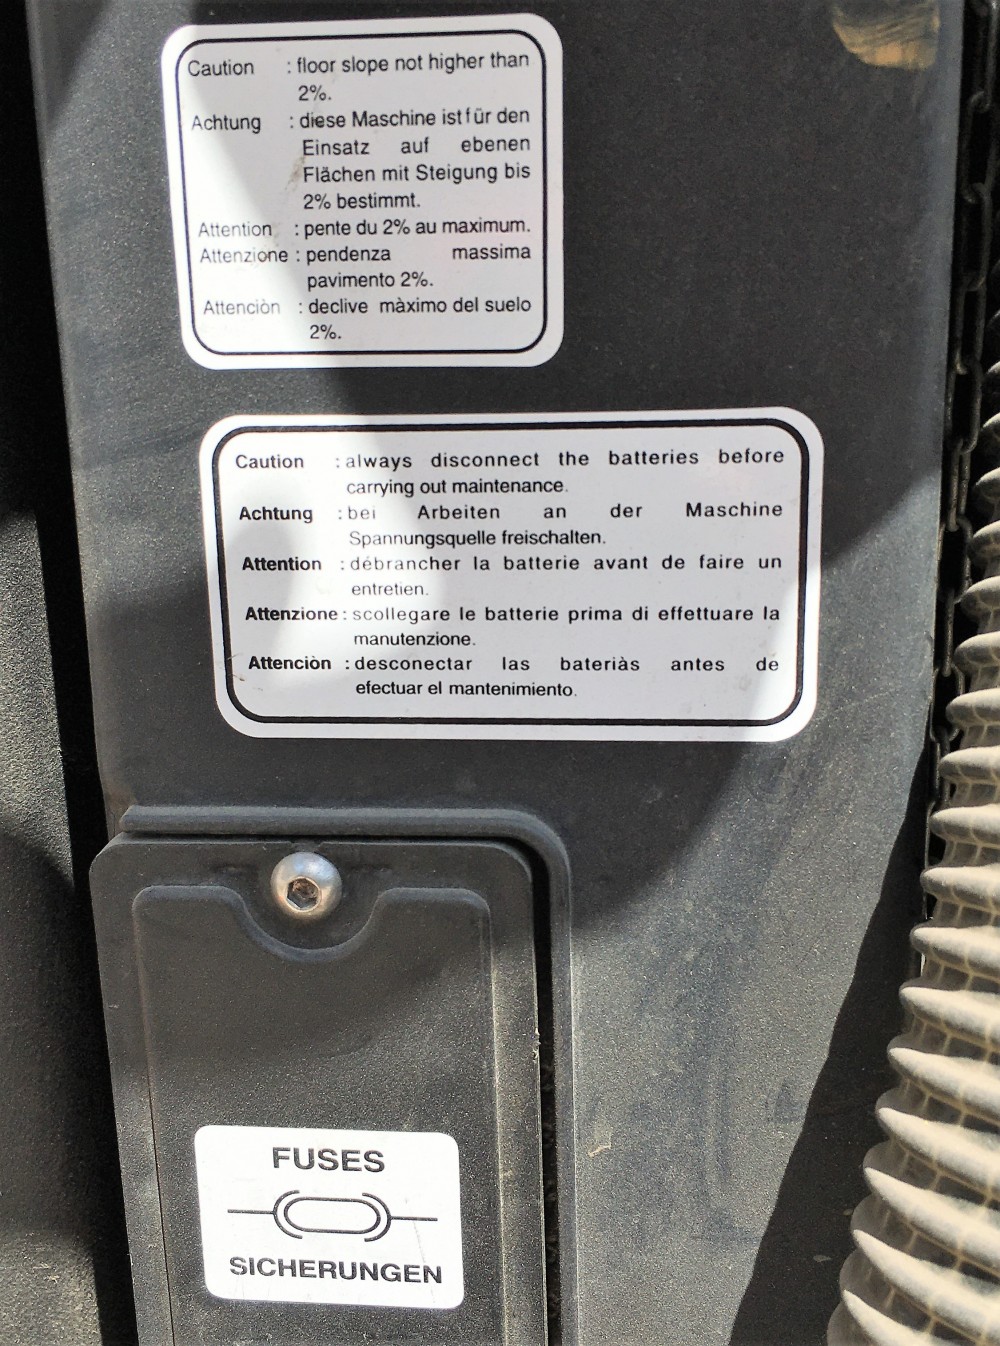 Caution : floor slope not higher than
2%.
Achtung : diese Maschine ist für den
Einsatz auf ebenen
Flächen mit Steigung bis
2% bestimmt.
Attention : pente du 2% au maximum.
Attenzione : pendenza massima
pavimento 2%.
Attenciòn : declive màximo del suelo
2%.
Caution : always disconnect the batteries before
carrying out maintenance.
Achtung : bei Arbeiten an der Maschine
Spannungsquelle freischalten.
Attention : débrancher la batterie avant de faire un
entretien.
Attenzione : scollegare le batterie prima di effettuare la
manutenzione.
Attenciòn : desconectar las bateriàs antes de
efectuar el mantenimiento.
FUSES
SICHERUNGEN